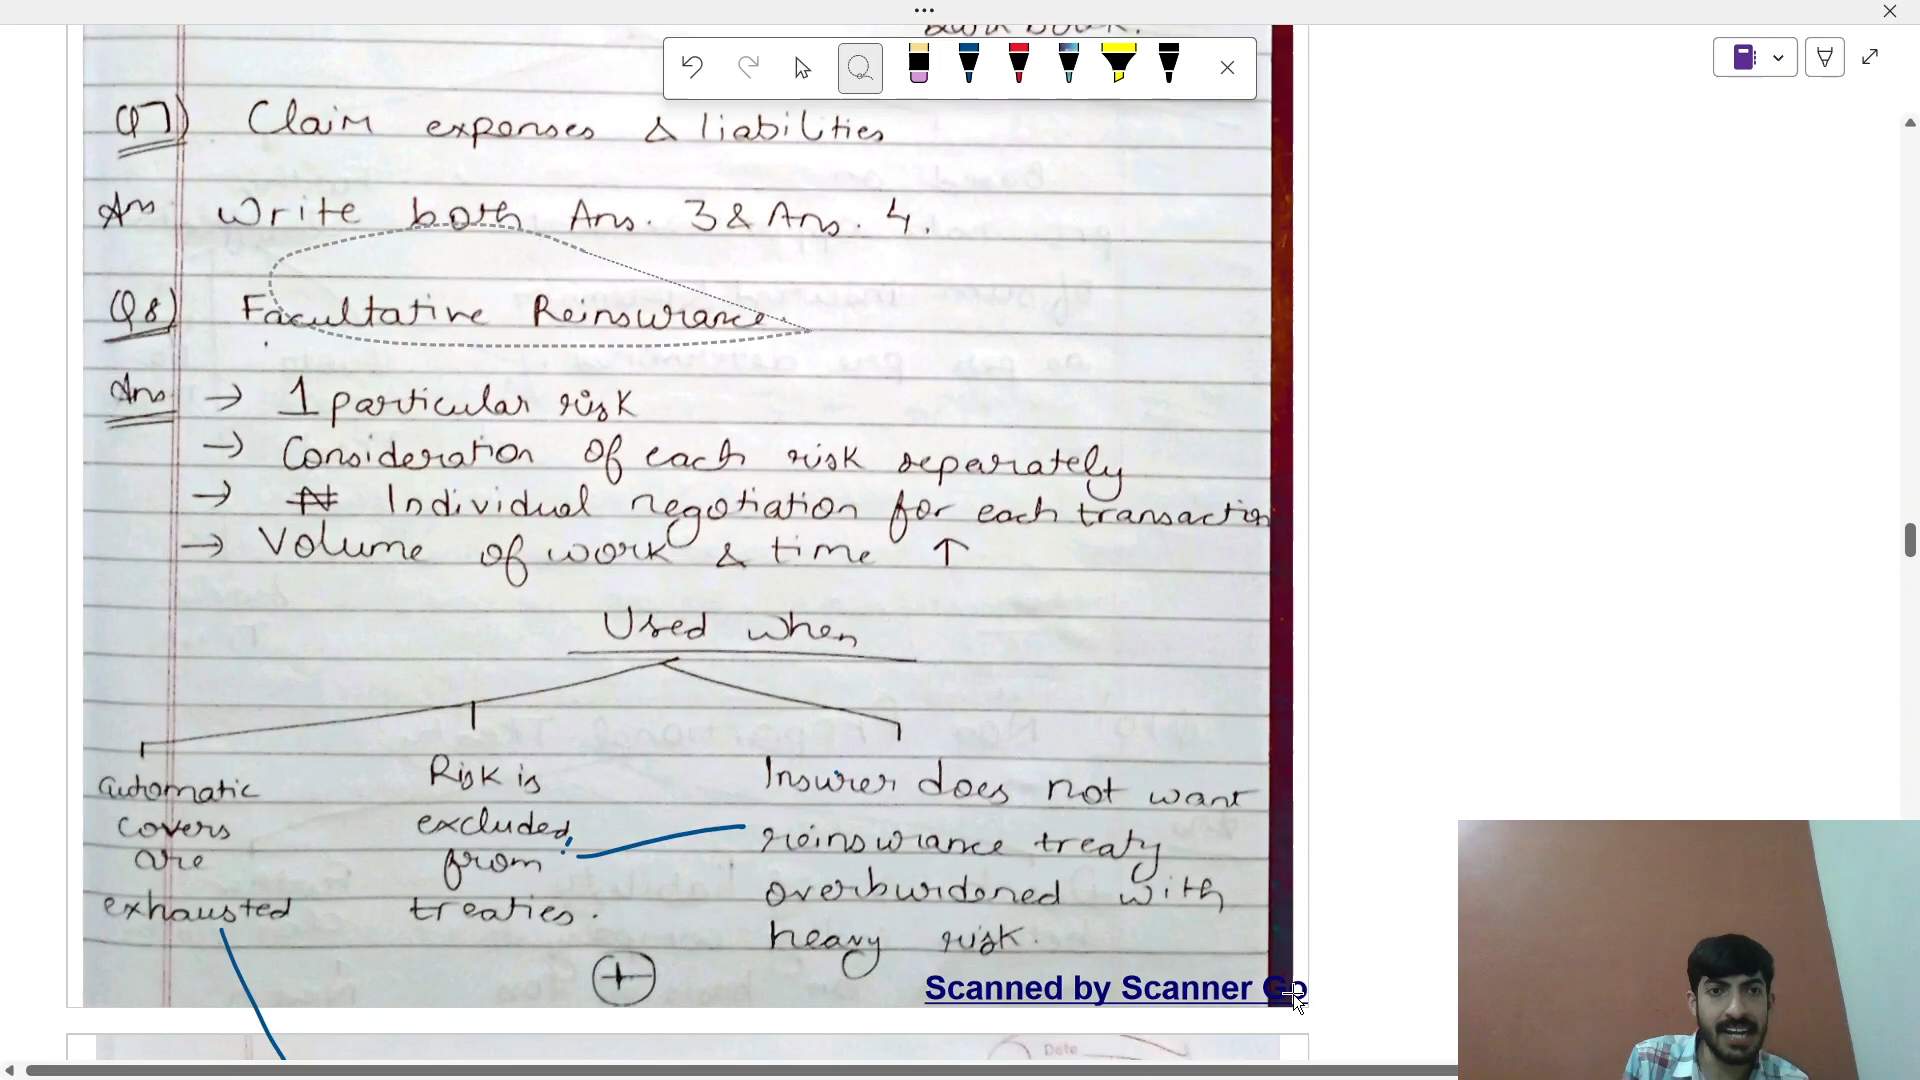 Q7) Claim expenses & liabilities
Ans Write both Ans. 3 & Ans. 4.
Q8) Facultative Reinsurance.
Ans → 1 particular risk
→ Consideration of each risk separately
→ Individual negotiation for each transaction
→ Volume of work & time ↑
Used when
automatic
covers
are
exhausted
Risk is
excluded
from
treaties.
Insurer does not want
reinsurance treaty
overburdened with
heavy risk.
+
Scanned by Scanner Go
Date